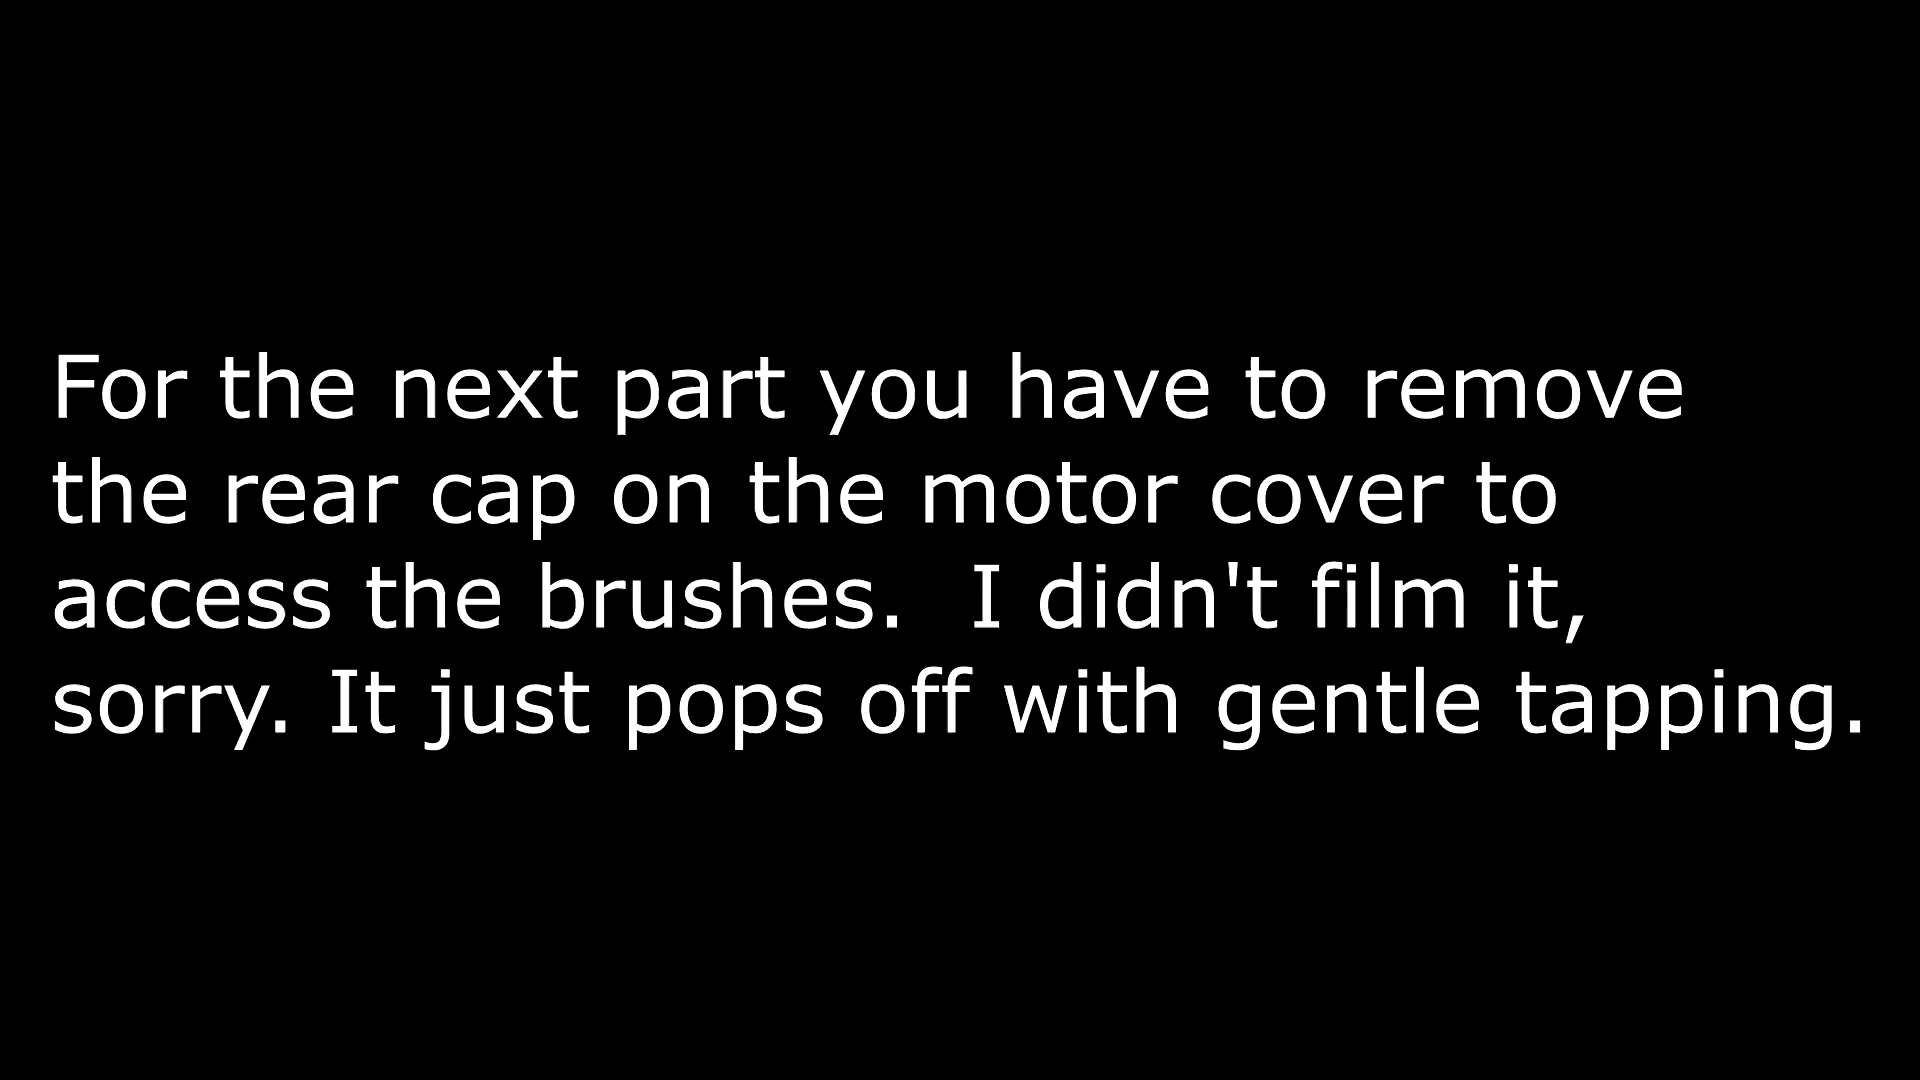 For the next part you have to remove
the rear cap on the motor cover to
access the brushes.  I didn't film it,
sorry. It just pops off with gentle tapping.